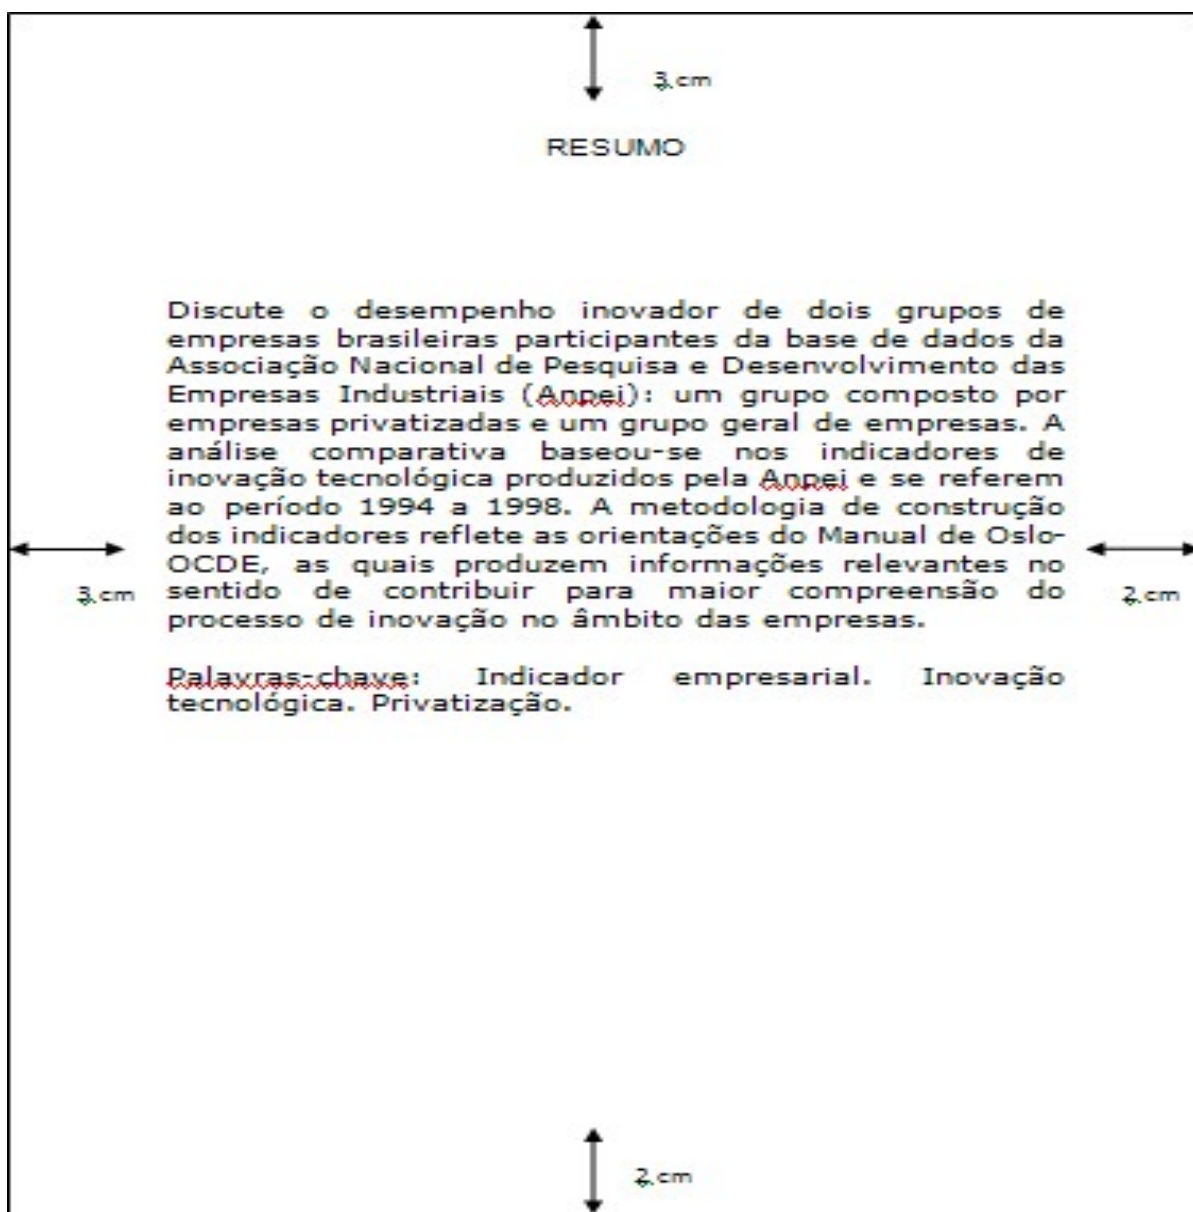 3 cm
RESUMO
Discute o desempenho inovador de dois grupos de
empresas brasileiras participantes da base de dados da
Associação Nacional de Pesquisa e Desenvolvimento das
Empresas Industriais (Anpei): um grupo composto por
empresas privatizadas e um grupo geral de empresas. A
análise comparativa baseou-se nos indicadores de
inovação tecnológica produzidos pela Anpei e se referem
ao período 1994 a 1998. A metodologia de construção
dos indicadores reflete as orientações do Manual de Oslo-
OCDE, as quais produzem informações relevantes no
sentido de contribuir para maior compreensão do
processo de inovação no âmbito das empresas.
3 cm
2 cm
Palavras-chave: Indicador empresarial. Inovação
tecnológica. Privatização.
2 cm